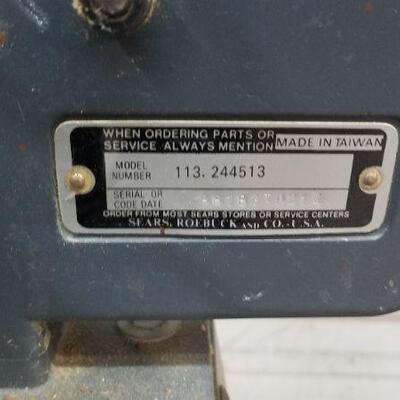 WHEN ORDERING PARTS OR
SERVICE ALWAYS MENTION MADE IN TAIWAN
MODEL
NUMBER 113.244513
SERIAL OR
CODE DATE
ORDER FROM MOST SEARS STORES OR SERVICE CENTERS
SEARS, ROEBUCK AND CO.-U.S.A.